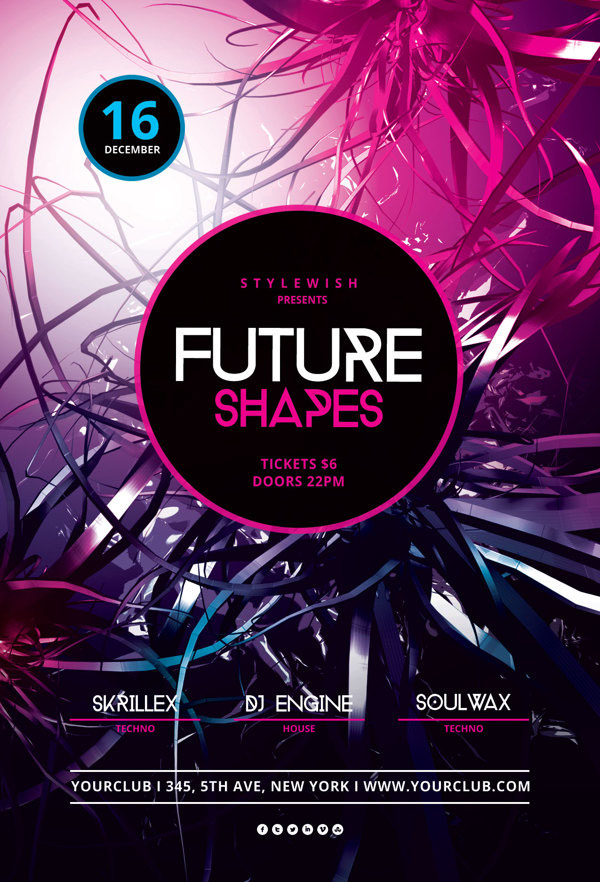 16
DECEMBER
STYLEWISH
PRESENTS
FUTURE
SHAPES
TICKETS $6
DOORS 22PM
SKRILLEX DJ ENGINE SOULWAX
TECHNO HOUSE TECHNO
YOURCLUB I 345, 5TH AVE, NEW YORK I WWW.YOURCLUB.COM